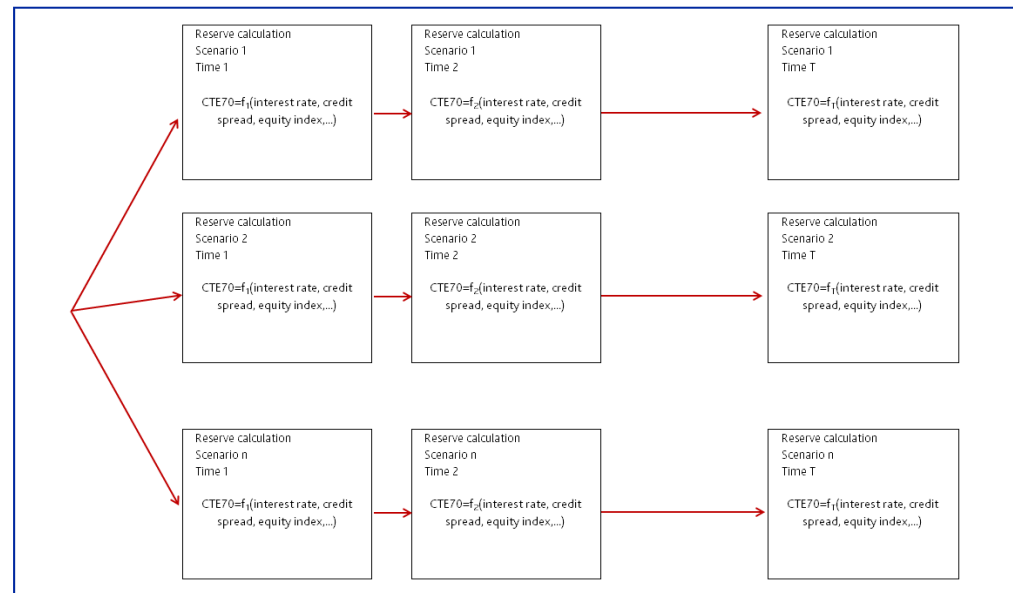 Reserve calculation
Scenario 1
Time 1
CTE70=f₁(interest rate, credit
spread, equity index,...)
Reserve calculation
Scenario 1
Time 2
CTE70=f₂(interest rate, credit
spread, equity index,...)
Reserve calculation
Scenario 1
Time T
CTE70=f₁(interest rate, credit
spread, equity index,...)
Reserve calculation
Scenario 2
Time 1
CTE70=f₁(interest rate, credit
spread, equity index,...)
Reserve calculation
Scenario 2
Time 2
CTE70=f₂(interest rate, credit
spread, equity index,...)
Reserve calculation
Scenario 2
Time T
CTE70=f₁(interest rate, credit
spread, equity index,...)
Reserve calculation
Scenario n
Time 1
CTE70=f₁(interest rate, credit
spread, equity index,...)
Reserve calculation
Scenario n
Time 2
CTE70=f₂(interest rate, credit
spread, equity index,...)
Reserve calculation
Scenario n
Time T
CTE70=f₁(interest rate, credit
spread, equity index,...)